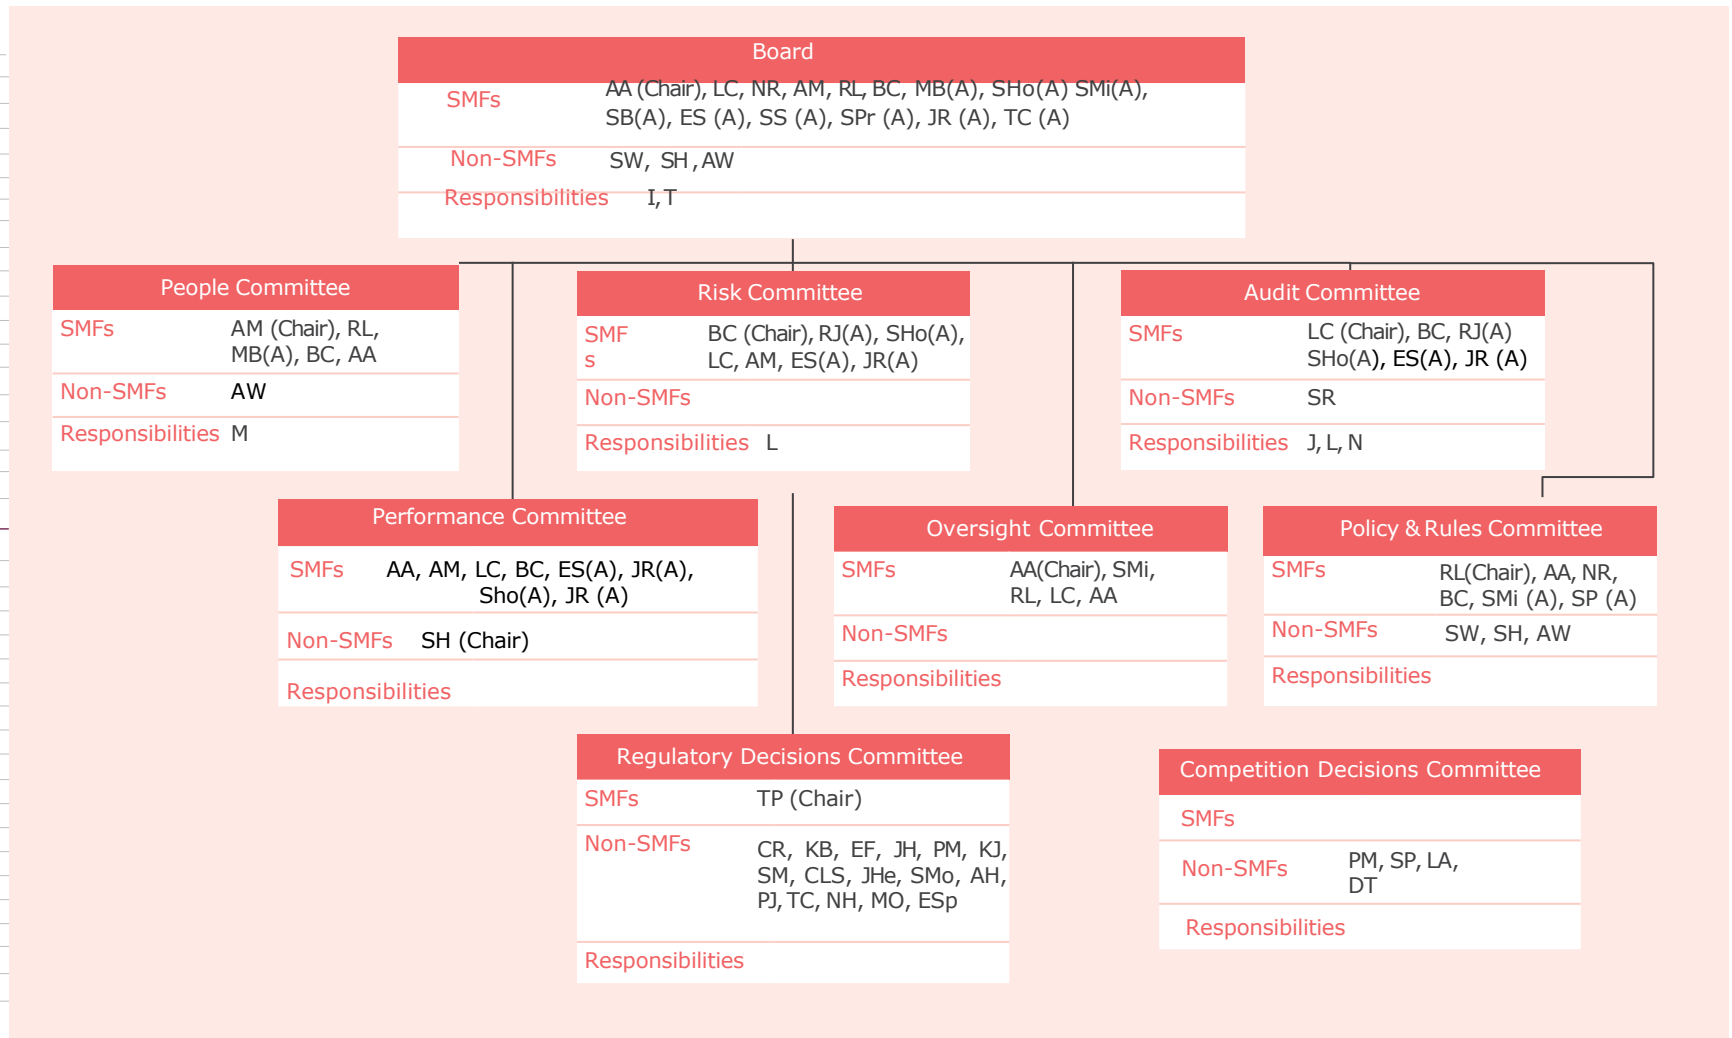 Board
SMFs AA (Chair), LC, NR, AM, RL, BC, MB(A), SHo(A) SMi(A),
SB(A), ES (A), SS (A), SPr (A), JR (A), TC (A)
Non-SMFs SW, SH, AW
Responsibilities I, T
People Committee
SMFs AM (Chair), RL,
MB(A), BC, AA
Non-SMFs AW
Responsibilities M
Risk Committee
SMF BC (Chair), RJ(A), SHo(A),
s LC, AM, ES(A), JR(A)
Non-SMFs
Responsibilities L
Audit Committee
SMFs LC (Chair), BC, RJ(A)
SHo(A), ES(A), JR (A)
Non-SMFs SR
Responsibilities J, L, N
Performance Committee
SMFs AA, AM, LC, BC, ES(A), JR(A),
Sho(A), JR (A)
Non-SMFs SH (Chair)
Responsibilities
Oversight Committee
SMFs AA(Chair), SMi,
RL, LC, AA
Non-SMFs
Responsibilities
Policy & Rules Committee
SMFs RL(Chair), AA, NR,
BC, SMi (A), SP (A)
Non-SMFs SW, SH, AW
Responsibilities
Regulatory Decisions Committee
SMFs TP (Chair)
Non-SMFs CR, KB, EF, JH, PM, KJ,
SM, CLS, JHe, SMo, AH,
PJ, TC, NH, MO, ESp
Responsibilities
Competition Decisions Committee
SMFs
Non-SMFs PM, SP, LA,
DT
Responsibilities